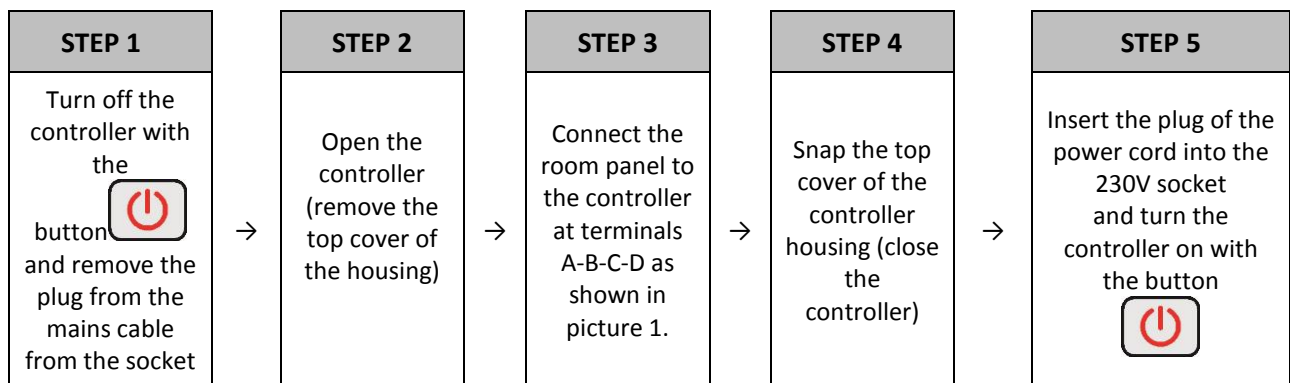 STEP 1
Turn off the
controller with
the
button
and remove the
plug from the
mains cable
from the socket
→
STEP 2
Open the
controller
(remove the
top cover of
the housing)
→
STEP 3
Connect the
room panel to
the controller
at terminals
A-B-C-D as
shown in
picture 1.
→
STEP 4
Snap the top
cover of the
controller
housing (close
the
controller)
→
STEP 5
Insert the plug of the
power cord into the
230V socket
and turn the
controller on with
the button